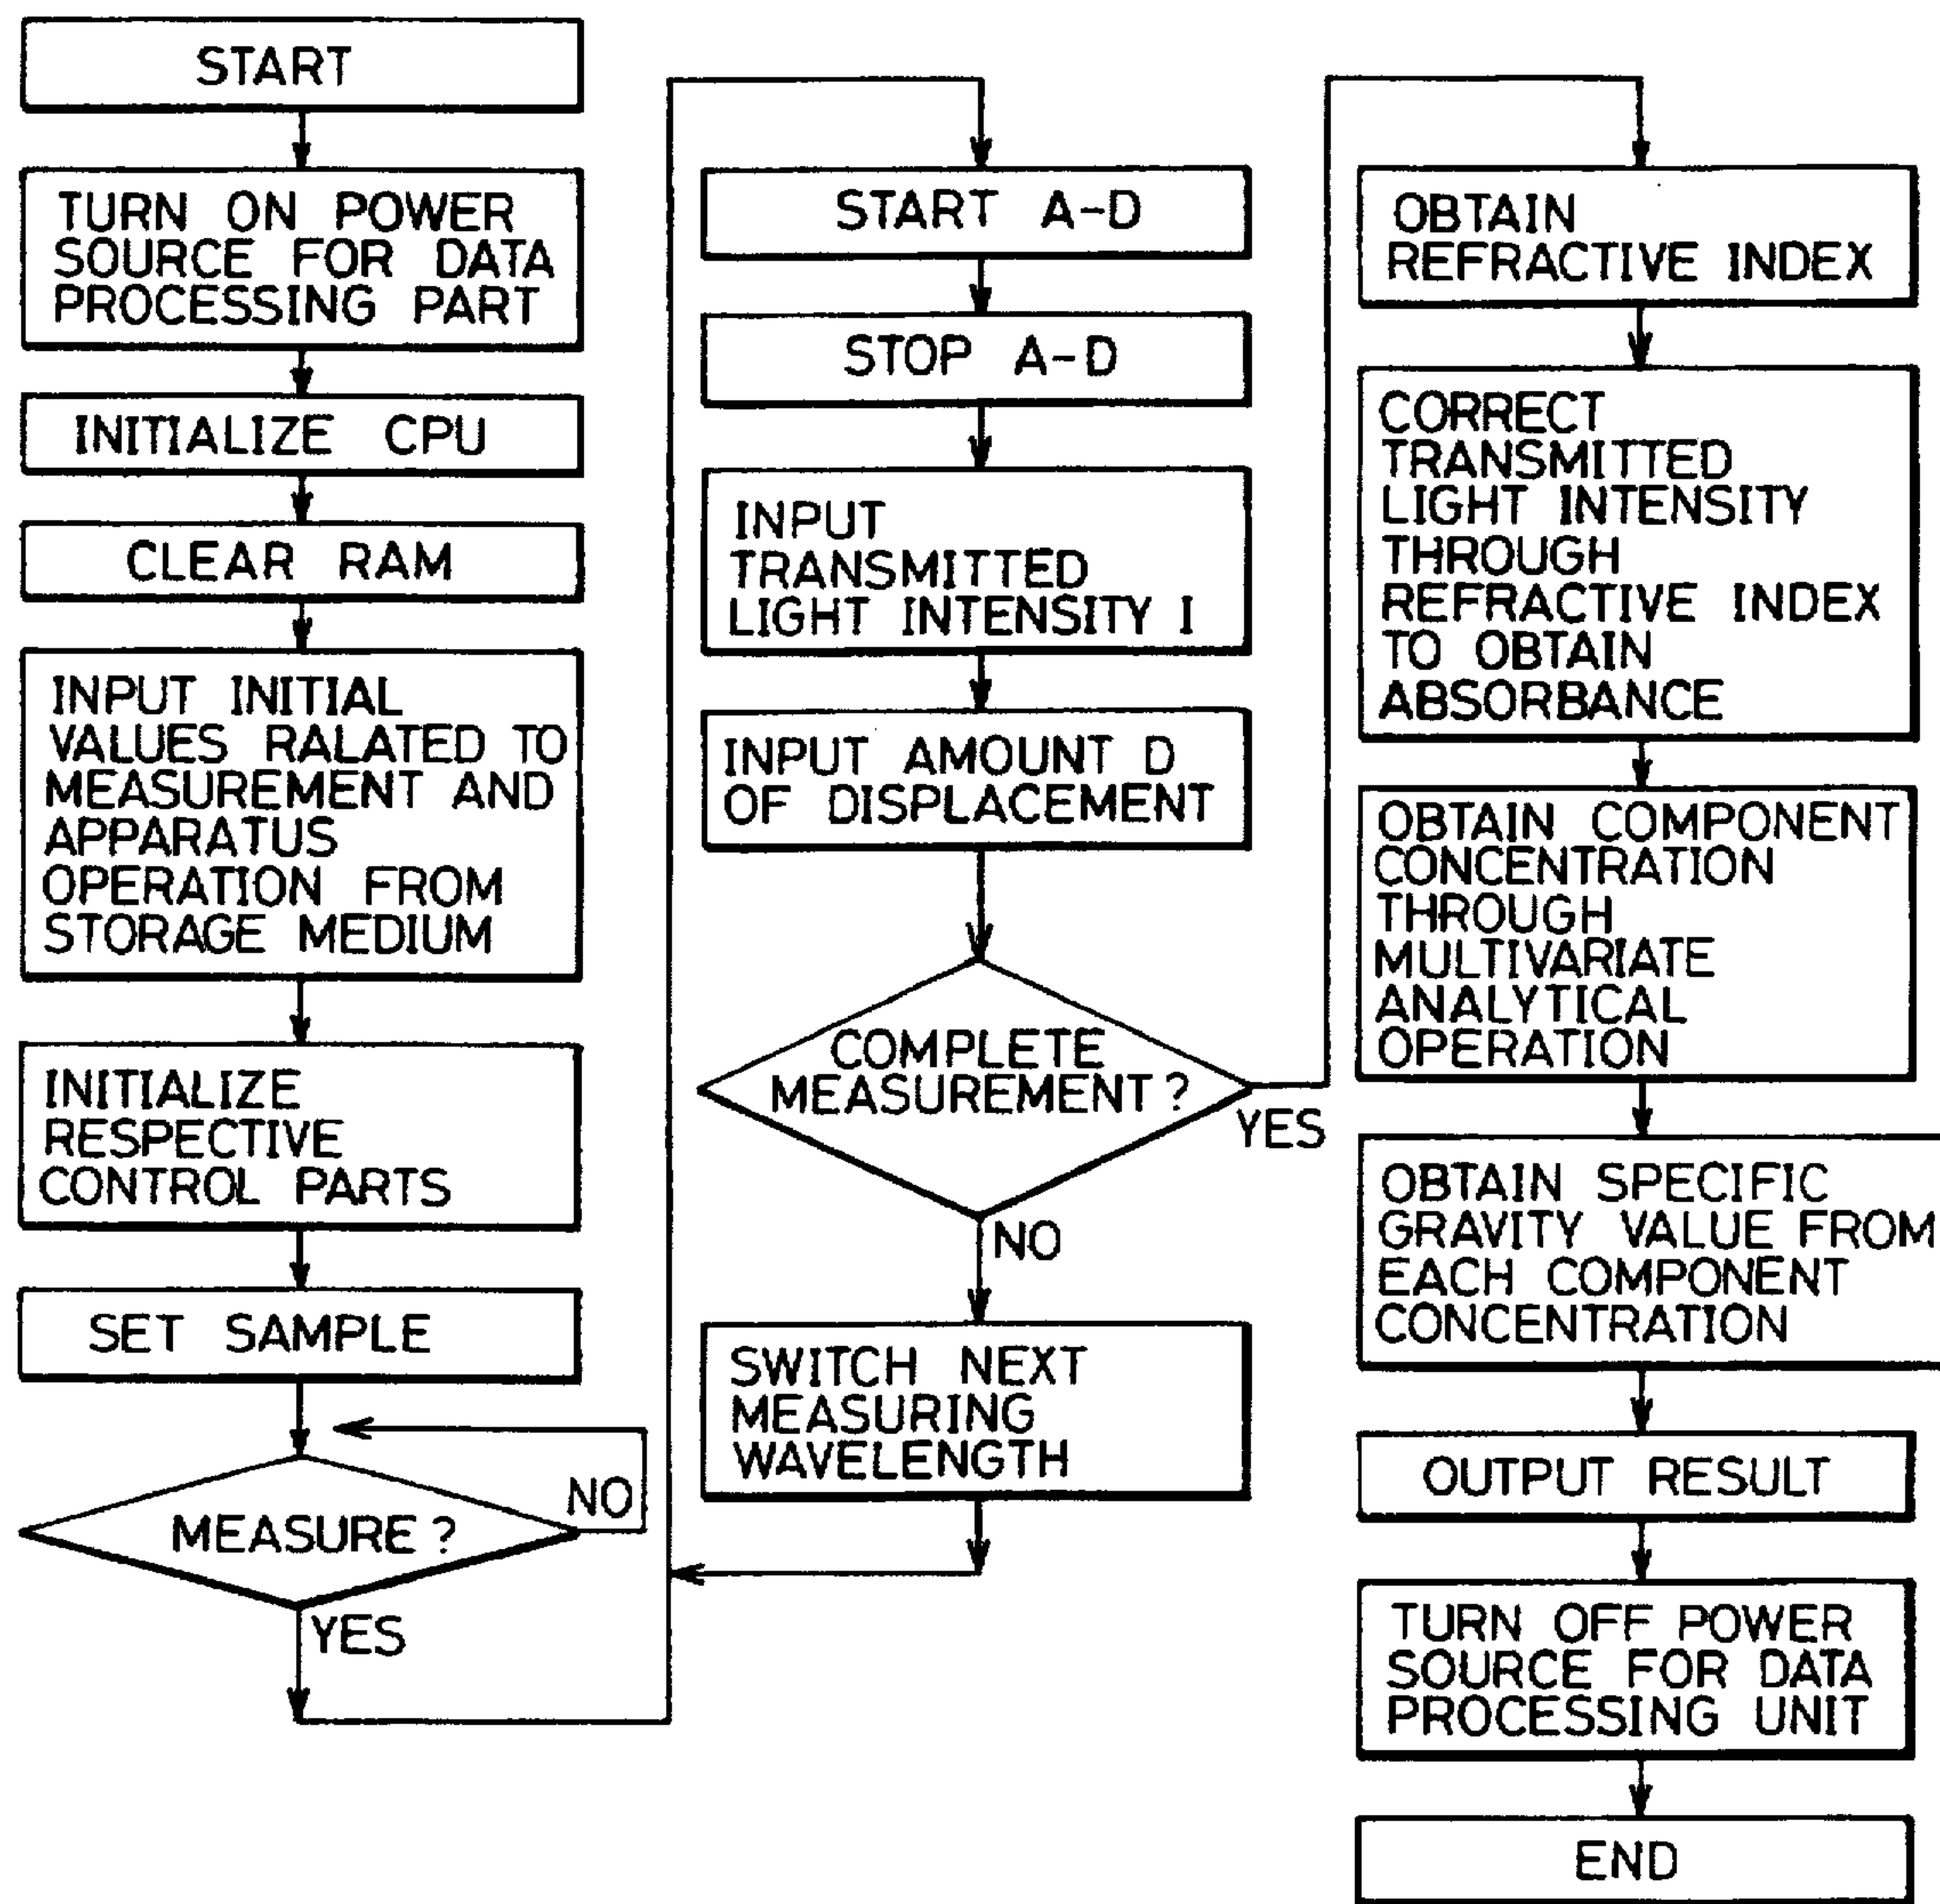 START
TURN ON POWER
SOURCE FOR DATA
PROCESSING PART
INITIALIZE CPU
CLEAR RAM
INPUT INITIAL
VALUES RALATED TO
MEASUREMENT AND
APPARATUS
OPERATION FROM
STORAGE MEDIUM
INITIALIZE
RESPECTIVE
CONTROL PARTS
SET SAMPLE
MEASURE ?
NO
YES
START A-D
STOP A-D
INPUT
TRANSMITTED
LIGHT INTENSITY I
INPUT AMOUNT D
OF DISPLACEMENT
COMPLETE
MEASUREMENT ?
YES
NO
SWITCH NEXT
MEASURING
WAVELENGTH
OBTAIN
REFRACTIVE INDEX
CORRECT
TRANSMITTED
LIGHT INTENSITY
THROUGH
REFRACTIVE INDEX
TO OBTAIN
ABSORBANCE
OBTAIN COMPONENT
CONCENTRATION
THROUGH
MULTIVARIATE
ANALYTICAL
OPERATION
OBTAIN SPECIFIC
GRAVITY VALUE FROM
EACH COMPONENT
CONCENTRATION
OUTPUT RESULT
TURN OFF POWER
SOURCE FOR DATA
PROCESSING UNIT
END